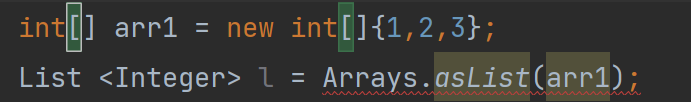 int[] arr1 = new int[]{1,2,3};
List <Integer> l = Arrays.asList(arr1);